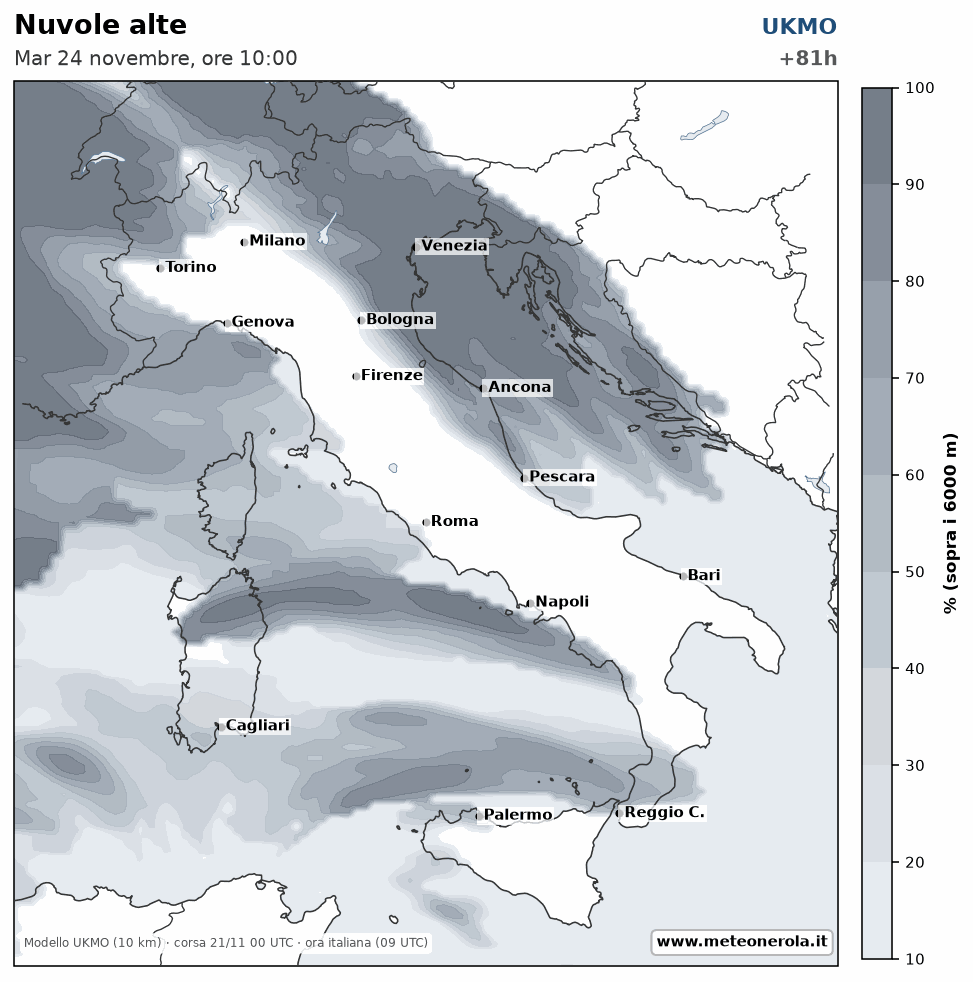 Nuvole alte
UKMO
Mar 24 novembre, ore 10:00
+81h
Milano
Venezia
Torino
Genova
Bologna
Firenze
Ancona
Pescara
Roma
Bari
Napoli
Cagliari
Palermo
Reggio C.
Modello UKMO (10 km) · corsa 21/11 00 UTC · ora italiana (09 UTC)
www.meteonerola.it
100
90
80
70
60
50
40
30
20
10
% (sopra i 6000 m)